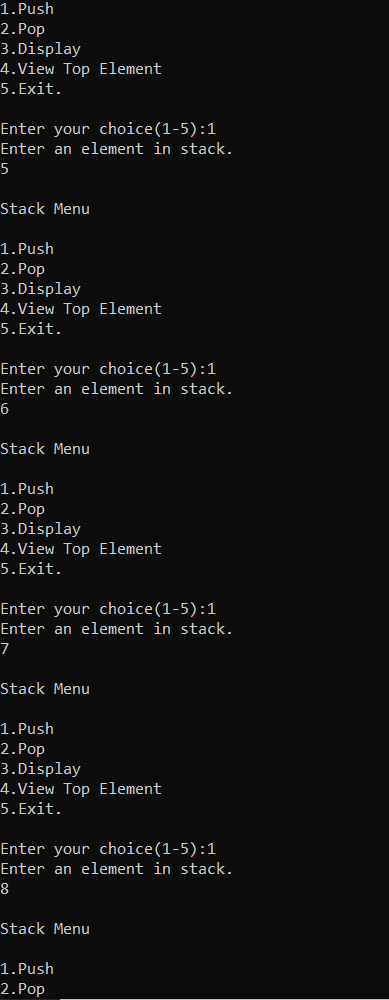 1.Push
2.Pop
3.Display
4.View Top Element
5.Exit.
Enter your choice(1-5):1
Enter an element in stack.
5
Stack Menu
1.Push
2.Pop
3.Display
4.View Top Element
5.Exit.
Enter your choice(1-5):1
Enter an element in stack.
6
Stack Menu
1.Push
2.Pop
3.Display
4.View Top Element
5.Exit.
Enter your choice(1-5):1
Enter an element in stack.
7
Stack Menu
1.Push
2.Pop
3.Display
4.View Top Element
5.Exit.
Enter your choice(1-5):1
Enter an element in stack.
8
Stack Menu
1.Push
2.Pop